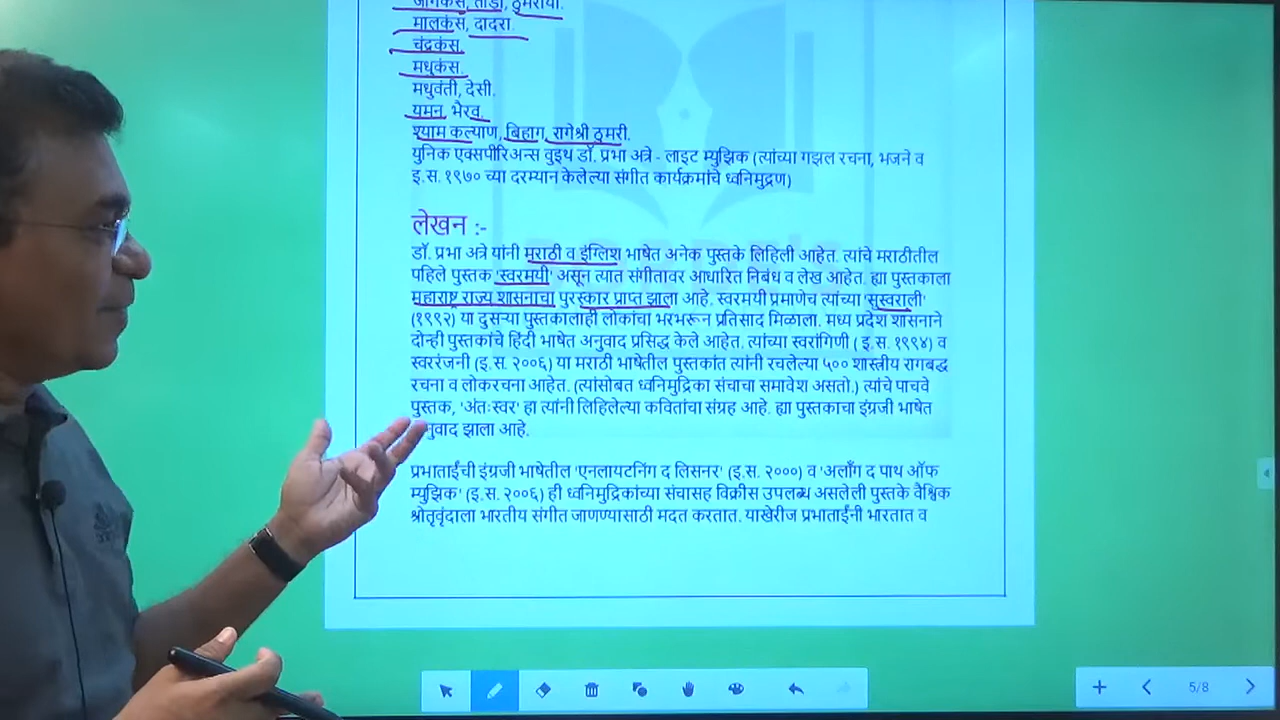 जोगकंस, तोडी, ठुमरीया.
मालकंस, दादरा.
चंद्रकंस.
मधुकंस.
मधुवंती, देसी.
यमन, भैरव.
श्याम कल्याण, बिहाग, रागेश्री ठुमरी.
युनिक एक्सपीरिअन्स वुइथ डॉ. प्रभा अत्रे - लाइट म्युझिक (त्यांच्या गझल रचना, भजने व
इ.स. १९७० च्या दरम्यान केलेल्या संगीत कार्यक्रमांचे ध्वनिमुद्रण)
लेखन :-
डॉ. प्रभा अत्रे यांनी मराठी व इंग्लिश भाषेत अनेक पुस्तके लिहिली आहेत. त्यांचे मराठीतील
पहिले पुस्तक 'स्वरमयी' असून त्यात संगीतावर आधारित निबंध व लेख आहेत. ह्या पुस्तकाला
महाराष्ट्र राज्य शासनाचा पुरस्कार प्राप्त झाला आहे. स्वरमयी प्रमाणेच त्यांच्या 'सुस्वराली'
(१९९२) या दुसऱ्या पुस्तकालाही लोकांचा भरभरून प्रतिसाद मिळाला. मध्य प्रदेश शासनाने
दोन्ही पुस्तकांचे हिंदी भाषेत अनुवाद प्रसिद्ध केले आहेत. त्यांच्या स्वरांगिणी ( इ.स. १९९४) व
स्वररंजनी (इ.स. २००६) या मराठी भाषेतील पुस्तकांत त्यांनी रचलेल्या ५०० शास्त्रीय रागबद्ध
रचना व लोकरचना आहेत. (त्यांसोबत ध्वनिमुद्रिका संचाचा समावेश असतो.) त्यांचे पाचवे
पुस्तक, 'अंतःस्वर' हा त्यांनी लिहिलेल्या कवितांचा संग्रह आहे. ह्या पुस्तकाचा इंग्रजी भाषेत
नुवाद झाला आहे.
प्रभाताईंची इंग्रजी भाषेतील 'एनलायटनिंग द लिसनर' (इ.स. २०००) व 'अलाँग द पाथ ऑफ
म्युझिक' (इ.स. २००६) ही ध्वनिमुद्रिकांच्या संचासह विक्रीस उपलब्ध असलेली पुस्तके वैश्विक
श्रोतृवृंदाला भारतीय संगीत जाणण्यासाठी मदत करतात. याखेरीज प्रभाताईंनी भारतात व
5/8